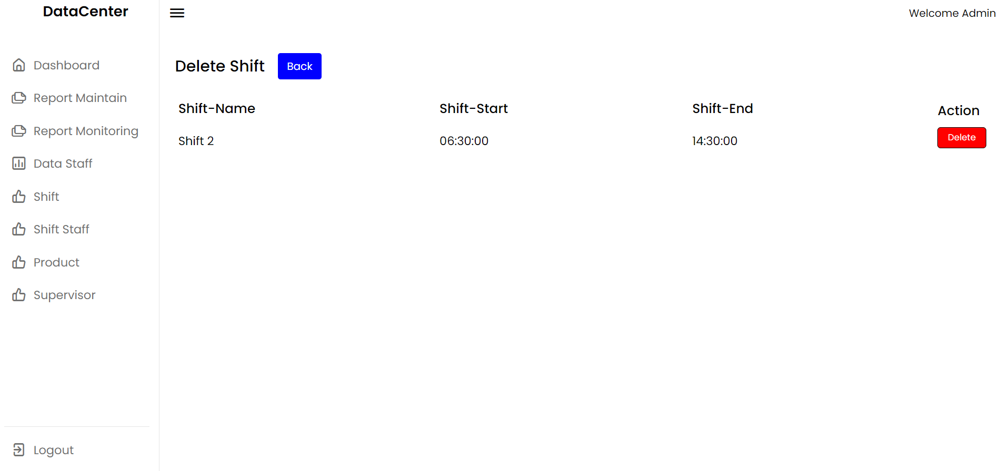 DataCenter
Welcome Admin
Dashboard
Report Maintain
Report Monitoring
Data Staff
Shift
Shift Staff
Product
Supervisor
Logout
Delete Shift Back
Shift-Name Shift-Start Shift-End Action
Shift 2 06:30:00 14:30:00 Delete